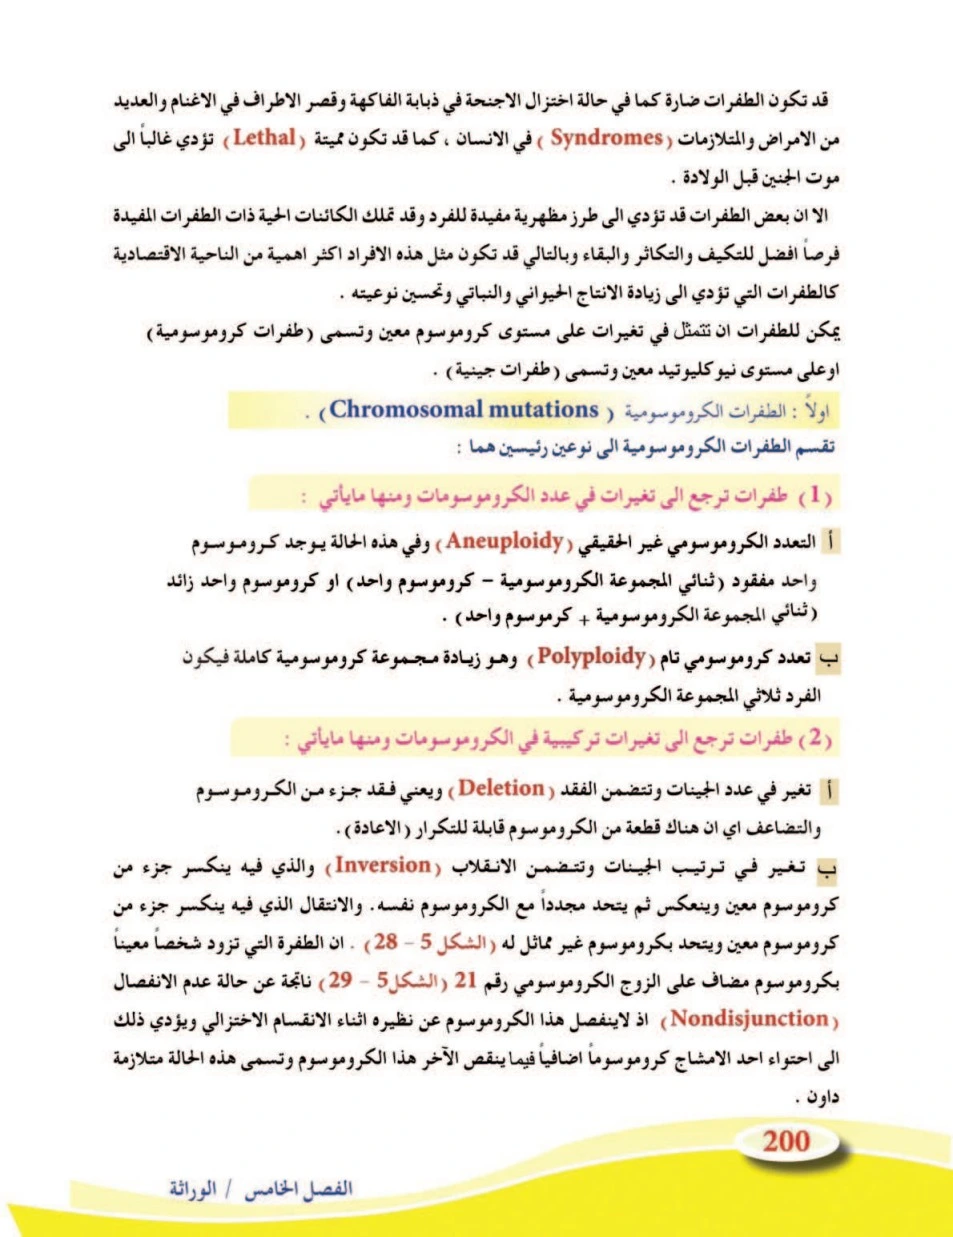 قد تكون الطفرات ضارة كما في حالة اختزال الاجنحة في ذبابة الفاكهة وقصر الاطراف في الاغنام والعديد
من الامراض والمتلازمات (Syndromes) في الانسان ، كما قد تكون مميتة (Lethal) تؤدي غالباً الى
موت الجنين قبل الولادة .
الا ان بعض الطفرات قد تؤدي الى طرز مظهرية مفيدة للفرد وقد تملك الكائنات الحية ذات الطفرات المفيدة
فرصاً افضل للتكيف والتكاثر والبقاء وبالتالي قد تكون مثل هذه الافراد اكثر اهمية من الناحية الاقتصادية
كالطفرات التي تؤدي الى زيادة الانتاج الحيواني والنباتي وتحسين نوعيته .
يمكن للطفرات ان تتمثل في تغيرات على مستوى كروموسوم معين وتسمى (طفرات كروموسومية)
اوعلى مستوى نيوكليوتيد معين وتسمى (طفرات جينية) .
اولاً : الطفرات الكروموسومية (Chromosomal mutations) .
تقسم الطفرات الكروموسومية الى نوعين رئيسين هما :
(1) طفرات ترجع الى تغيرات في عدد الكروموسومات ومنها مايأتي :
أ التعدد الكروموسومي غير الحقيقي (Aneuploidy) وفي هذه الحالة يوجد كروموسوم
واحد مفقود (ثنائي المجموعة الكروموسومية - كروموسوم واحد) او كروموسوم واحد زائد
(ثنائي المجموعة الكروموسومية + كرموسوم واحد) .
ب تعدد كروموسومي تام (Polyploidy) وهو زيادة مجموعة كروموسومية كاملة فيكون
الفرد ثلاثي المجموعة الكروموسومية .
(2) طفرات ترجع الى تغيرات تركيبية في الكروموسومات ومنها مايأتي :
أ تغير في عدد الجينات وتتضمن الفقد (Deletion) ويعني فقد جزء من الكروموسوم
والتضاعف اي ان هناك قطعة من الكروموسوم قابلة للتكرار (الاعادة).
ب تغير في ترتيب الجينات وتتضمن الانقلاب (Inversion) والذي فيه ينكسر جزء من
كروموسوم معين وينعكس ثم يتحد مجدداً مع الكروموسوم نفسه. والانتقال الذي فيه ينكسر جزء من
كروموسوم معين ويتحد بكروموسوم غير مماثل له (الشكل 5 - 28) . ان الطفرة التي تزود شخصاً معيناً
بكروموسوم مضاف على الزوج الكروموسومي رقم 21 (الشكل5 - 29) ناتجة عن حالة عدم الانفصال
(Nondisjunction) اذ لاينفصل هذا الكروموسوم عن نظيره اثناء الانقسام الاختزالي ويؤدي ذلك
الى احتواء احد الامشاج كروموسوماً اضافياً فيما ينقص الآخر هذا الكروموسوم وتسمى هذه الحالة متلازمة
داون .
200
الفصل الخامس / الوراثة